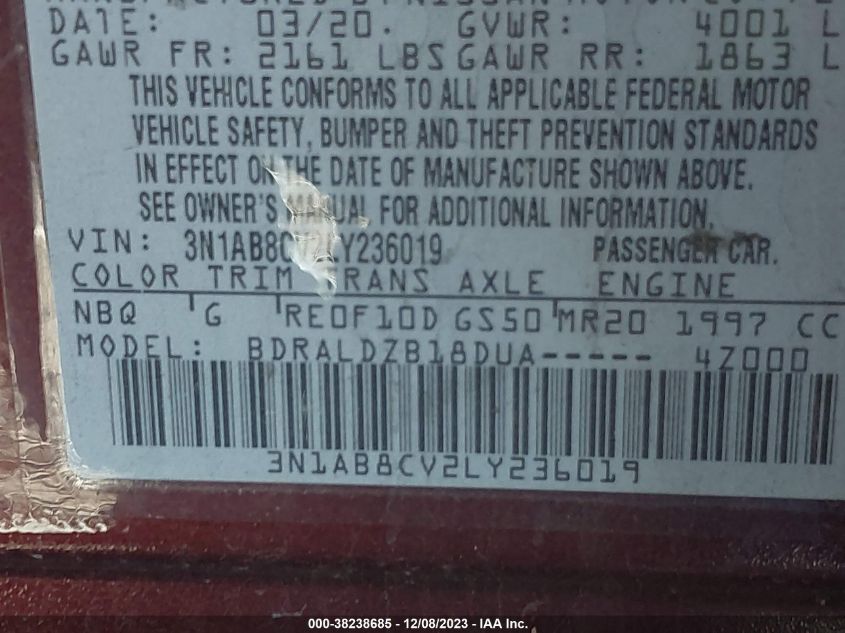 DATE: 03/20. GVWR: 4001 L
GAWR FR: 2161 LBS GAWR RR: 1863 L
THIS VEHICLE CONFORMS TO ALL APPLICABLE FEDERAL MOTOR
VEHICLE SAFETY, BUMPER AND THEFT PREVENTION STANDARDS
IN EFFECT ON THE DATE OF MANUFACTURE SHOWN ABOVE.
SEE OWNER'S MANUAL FOR ADDITIONAL INFORMATION.
VIN: 3N1AB8CV2LY236019 PASSENGER CAR.
COLOR TRIM TRANS AXLE ENGINE
NBQ G RE0F10D GS50 MR20 1997 CC
MODEL: BDRALDZB18DUA----- 4Z000
3N1AB8CV2LY236019
000-38238685 - 12/08/2023 - IAA Inc.